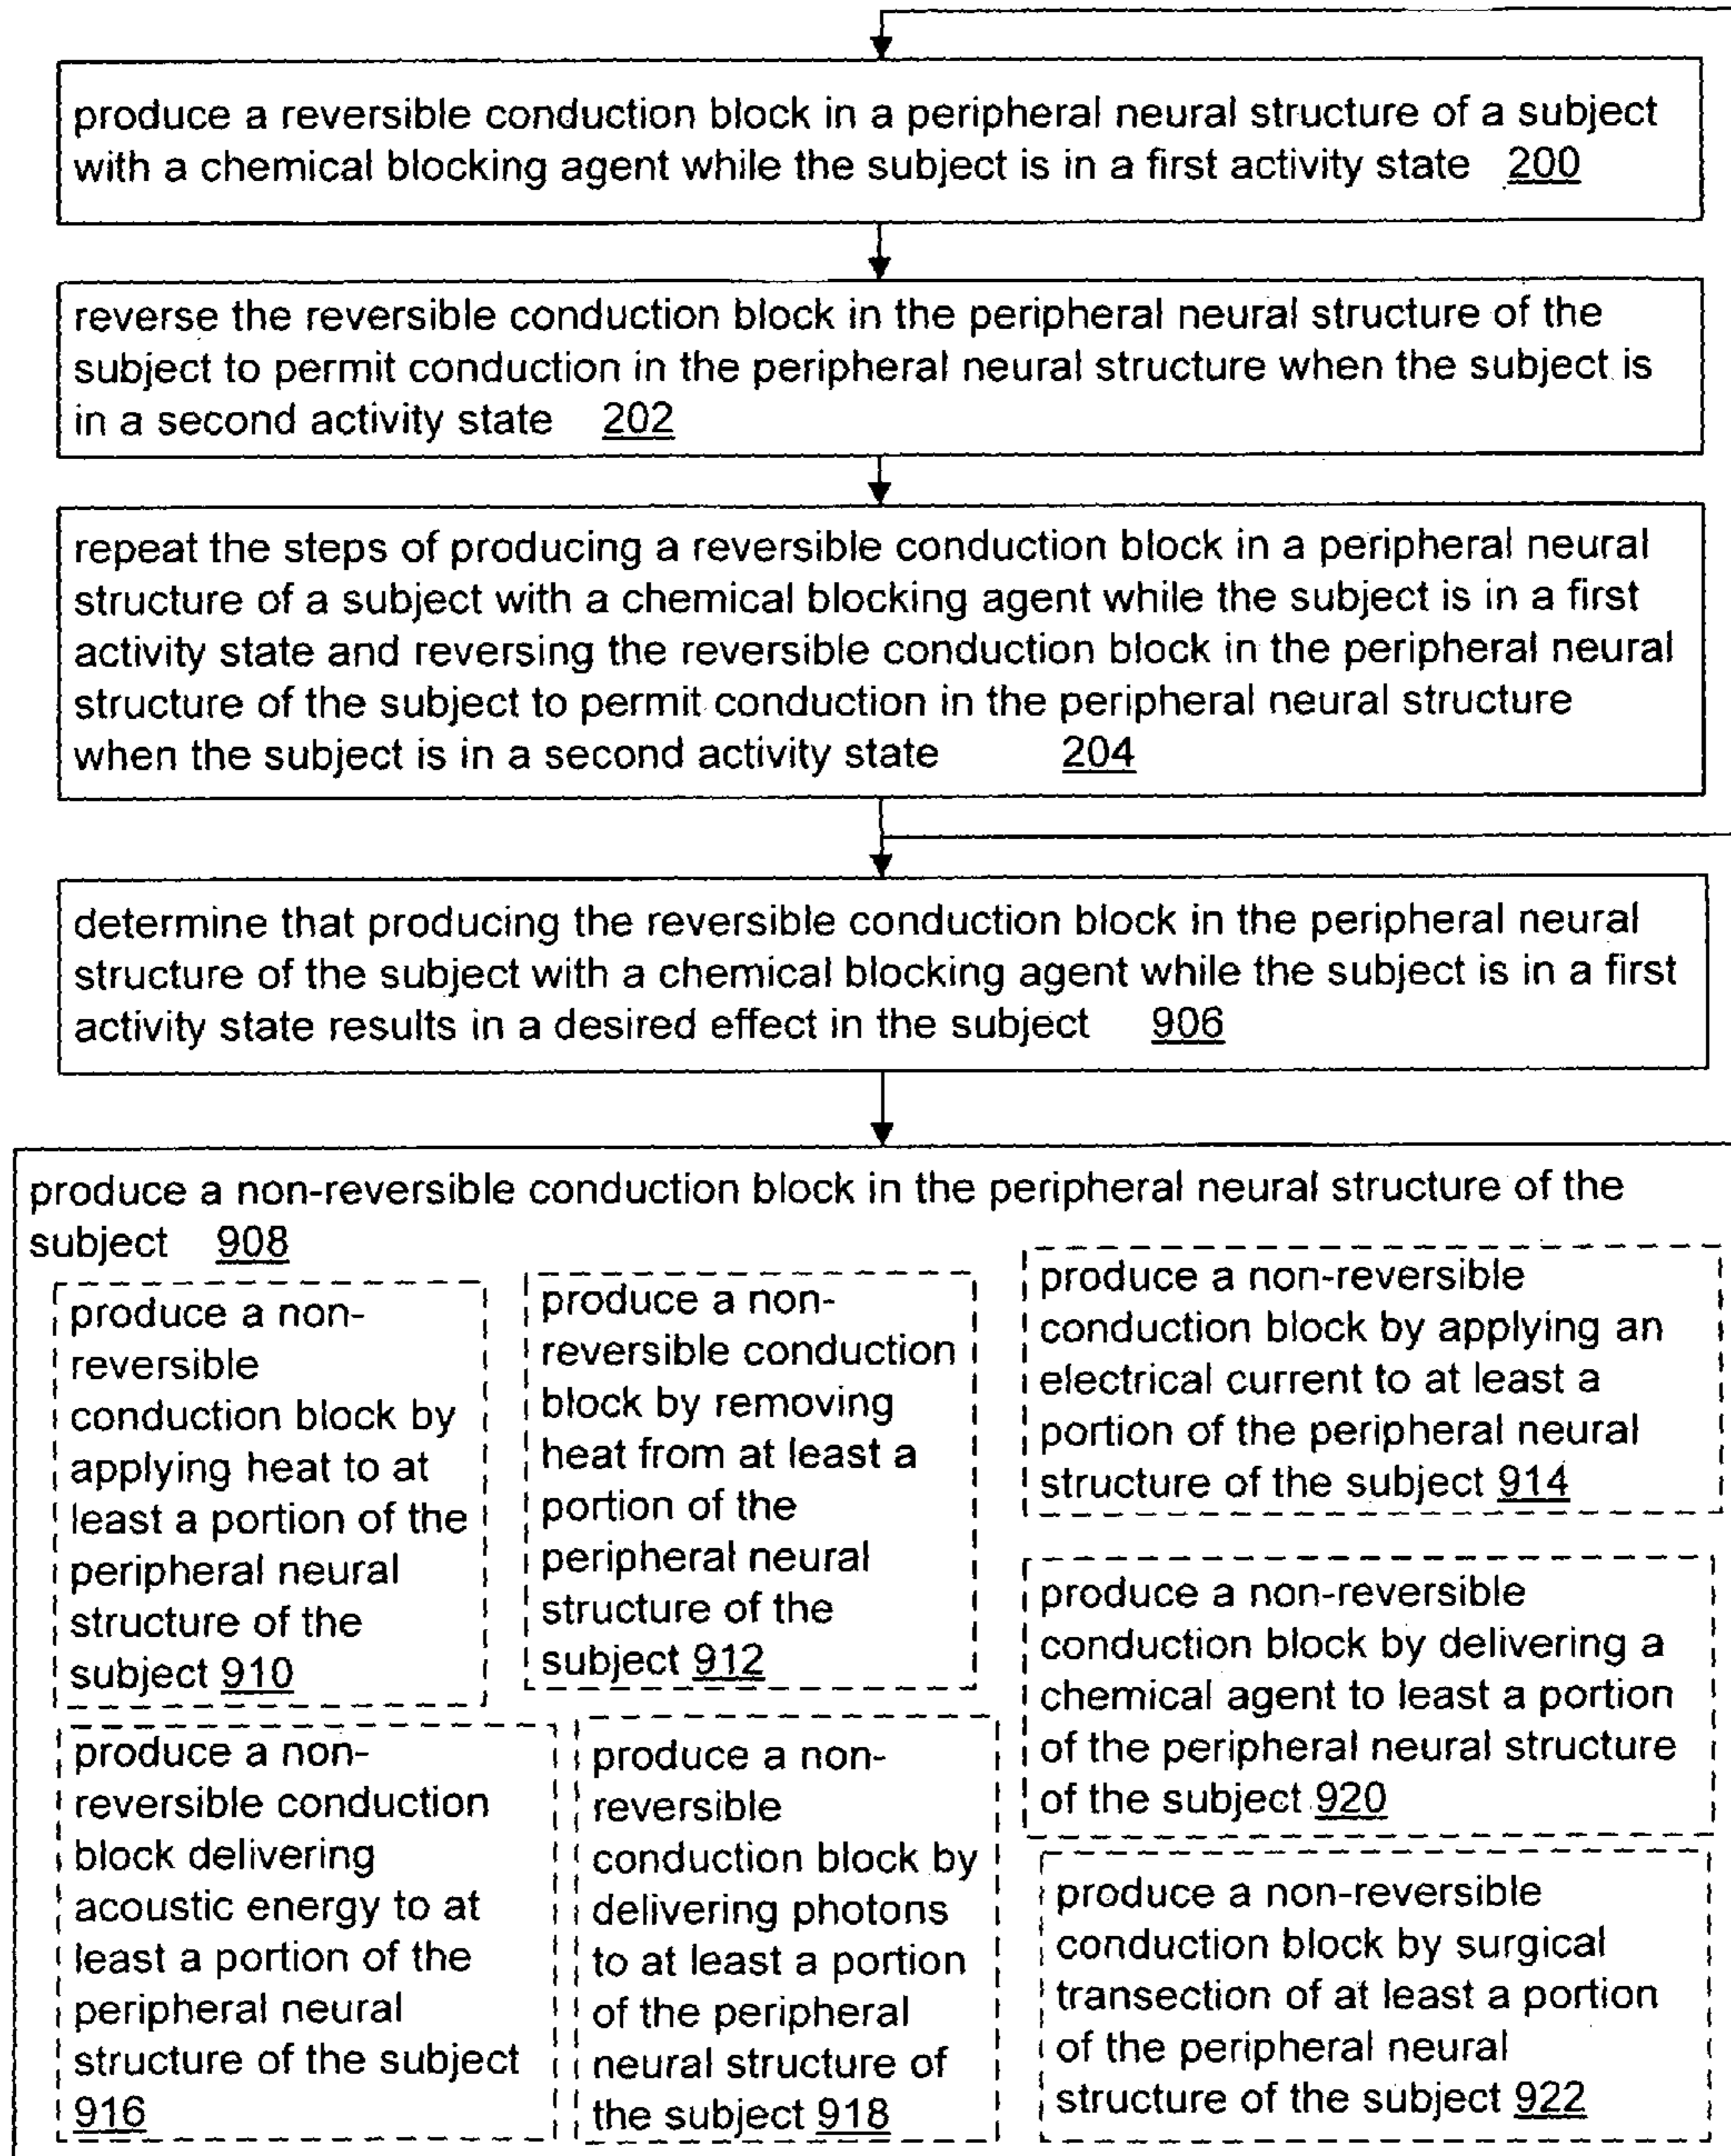 produce a reversible conduction block in a peripheral neural structure of a subject
with a chemical blocking agent while the subject is in a first activity state 200
reverse the reversible conduction block in the peripheral neural structure of the
subject to permit conduction in the peripheral neural structure when the subject is
in a second activity state 202
repeat the steps of producing a reversible conduction block in a peripheral neural
structure of a subject with a chemical blocking agent while the subject is in a first
activity state and reversing the reversible conduction block in the peripheral neural
structure of the subject to permit conduction in the peripheral neural structure
when the subject is in a second activity state 204
determine that producing the reversible conduction block in the peripheral neural
structure of the subject with a chemical blocking agent while the subject is in a first
activity state results in a desired effect in the subject 906
produce a non-reversible conduction block in the peripheral neural structure of the
subject 908
produce a non-
reversible
conduction block by
applying heat to at
least a portion of the
peripheral neural
structure of the
subject 910
produce a non-
reversible conduction
block by removing
heat from at least a
portion of the
peripheral neural
structure of the
subject 912
produce a non-reversible
conduction block by applying an
electrical current to at least a
portion of the peripheral neural
structure of the subject 914
produce a non-
reversible conduction
block delivering
acoustic energy to at
least a portion of the
peripheral neural
structure of the subject
916
produce a non-
reversible
conduction block by
delivering photons
to at least a portion
of the peripheral
neural structure of
the subject 918
produce a non-reversible
conduction block by delivering a
chemical agent to least a portion
of the peripheral neural structure
of the subject 920
produce a non-reversible
conduction block by surgical
transection of at least a portion
of the peripheral neural
structure of the subject 922